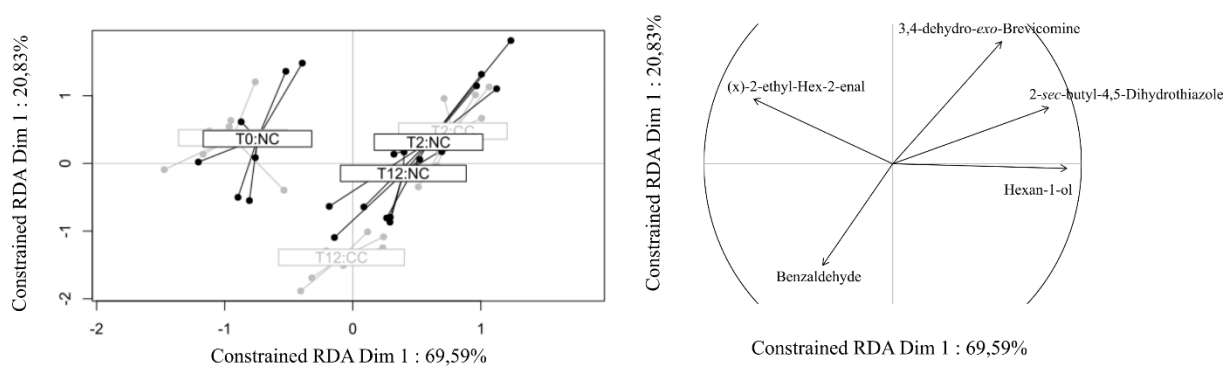 Constrained RDA Dim 1 : 20,83%
1
0
-1
-2
T0:NC
T2:CC
T2:NC
T12:NC
T12:CC
-2
-1
0
1
Constrained RDA Dim 1 : 69,59%
Constrained RDA Dim 1 : 20,83%
3,4-dehydro-exo-Brevicomine
(x)-2-ethyl-Hex-2-enal
2-sec-butyl-4,5-Dihydrothiazole
Hexan-1-ol
Benzaldehyde
Constrained RDA Dim 1 : 69,59%